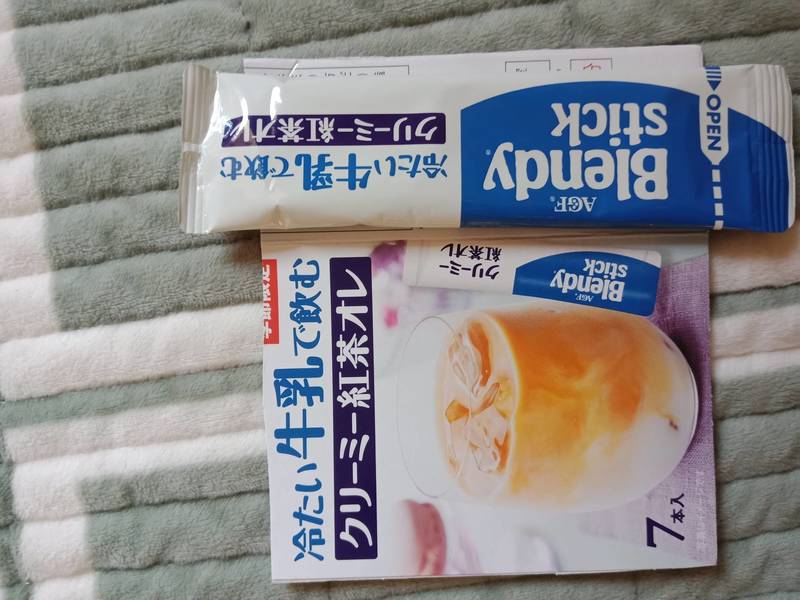 OPEN
AGF®
Blendy®
stick
冷たい牛乳で飲む
クリーミー紅茶オレ
季節限定
冷たい牛乳で飲む
クリーミー紅茶オレ
AGF
Blendy
stick
クリーミー
紅茶オレ
7本入